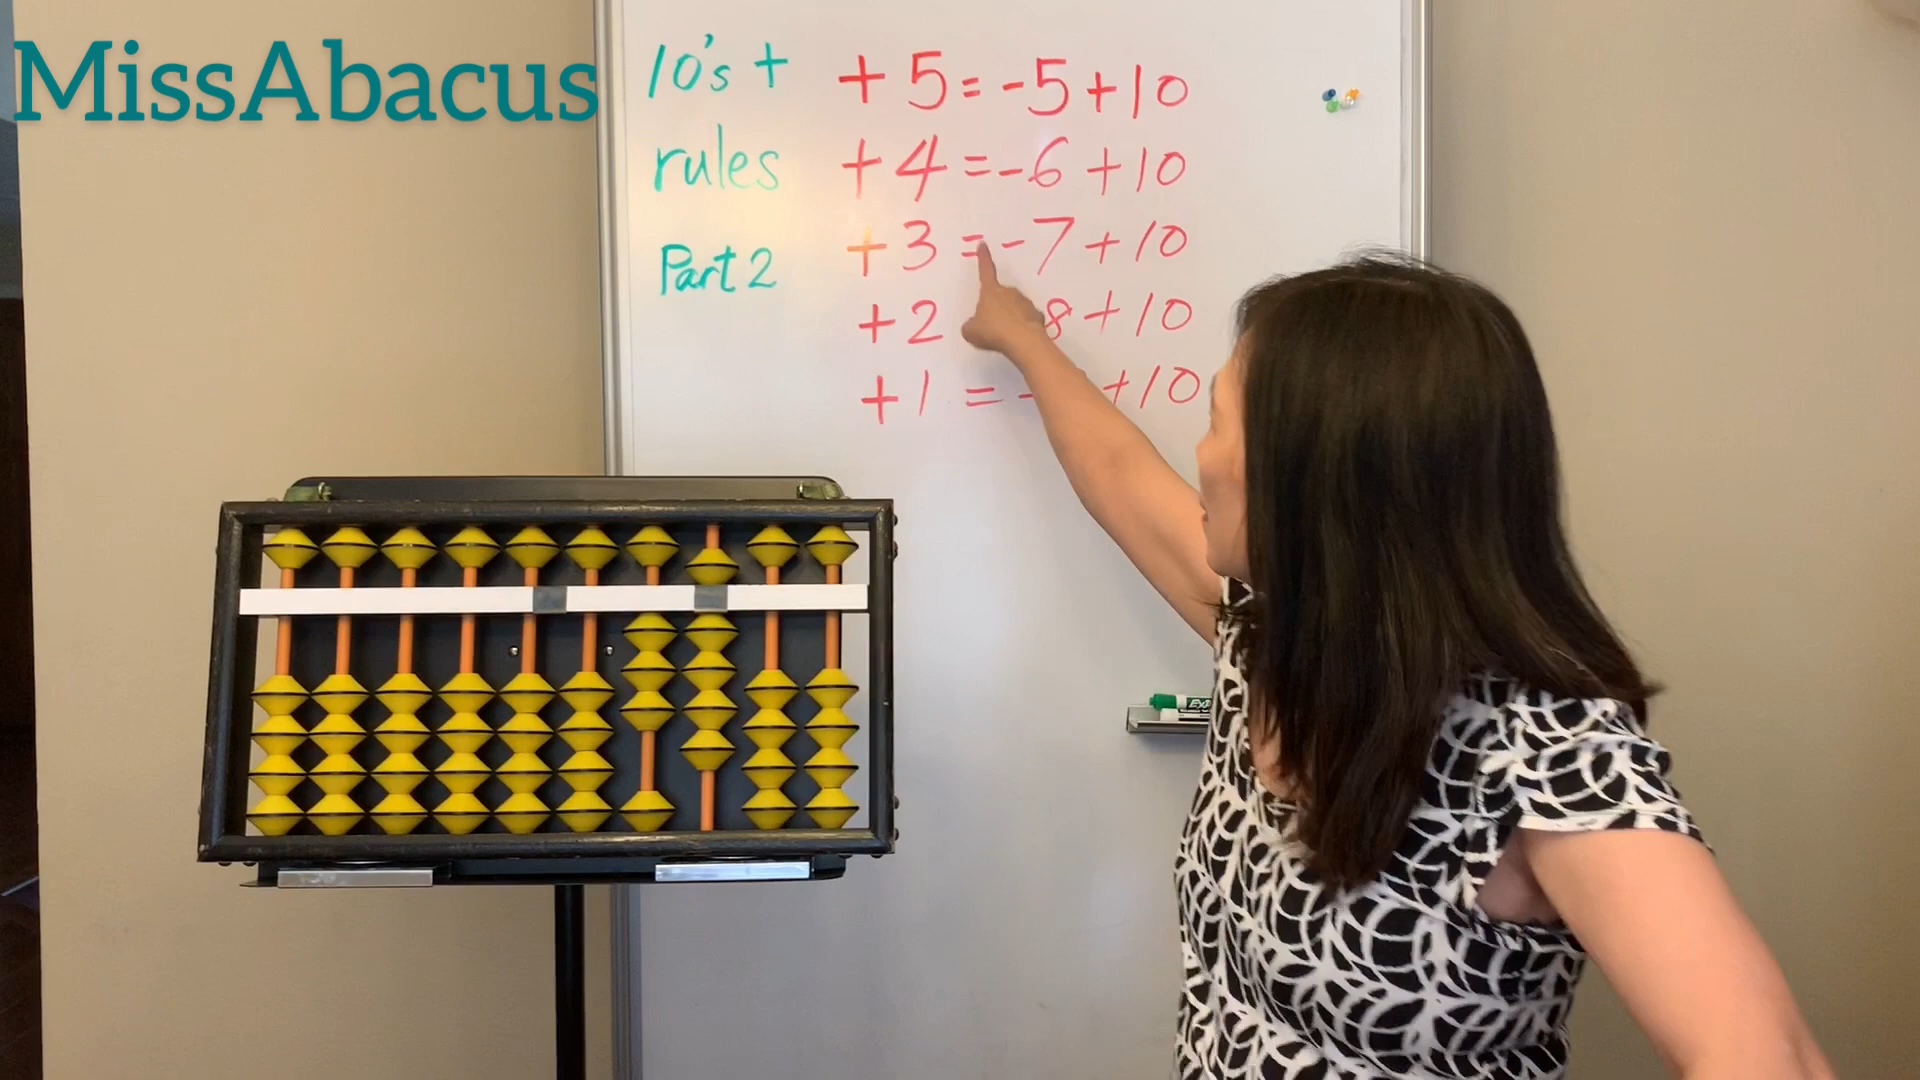 MissAbacus
10's + +5=-5+10
rules +4=-6+10
Part 2 +3=-7+10
+2 8+10
+1 =- +10